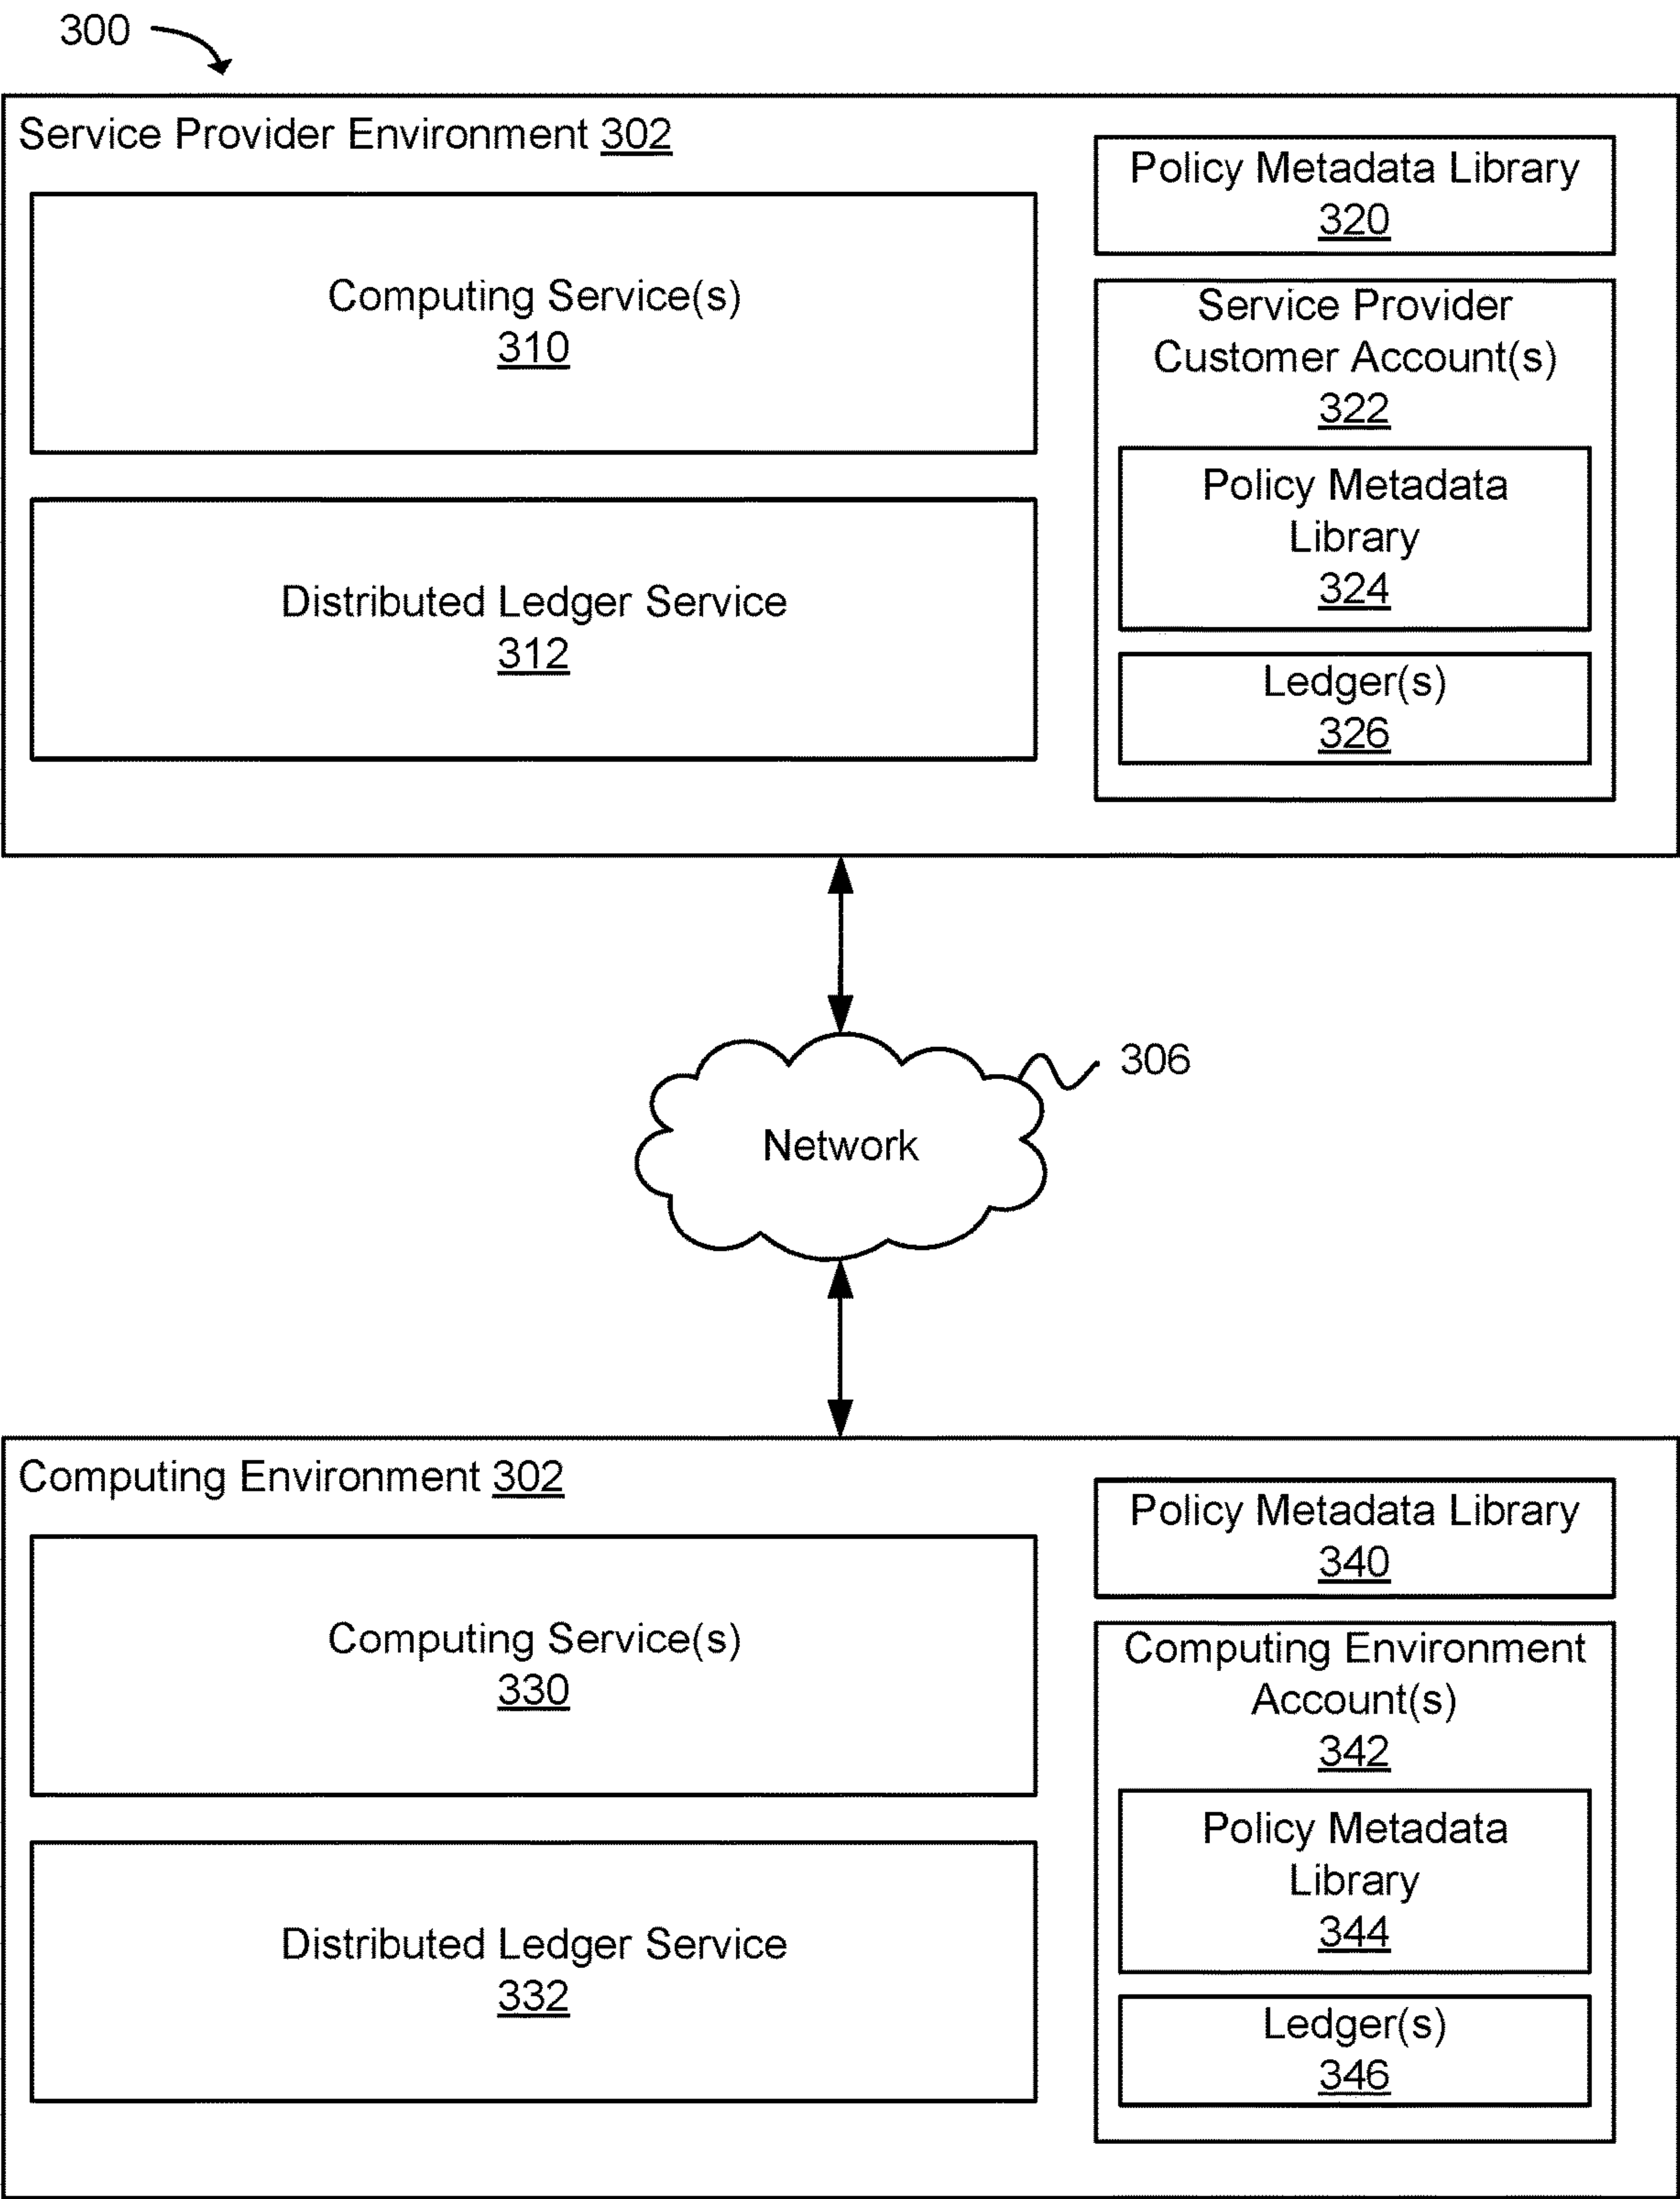 300
Service Provider Environment 302
Computing Service(s)
310
Distributed Ledger Service
312
Policy Metadata Library
320
Service Provider
Customer Account(s)
322
Policy Metadata
Library
324
Ledger(s)
326
306
Network
Computing Environment 302
Computing Service(s)
330
Distributed Ledger Service
332
Policy Metadata Library
340
Computing Environment
Account(s)
342
Policy Metadata
Library
344
Ledger(s)
346